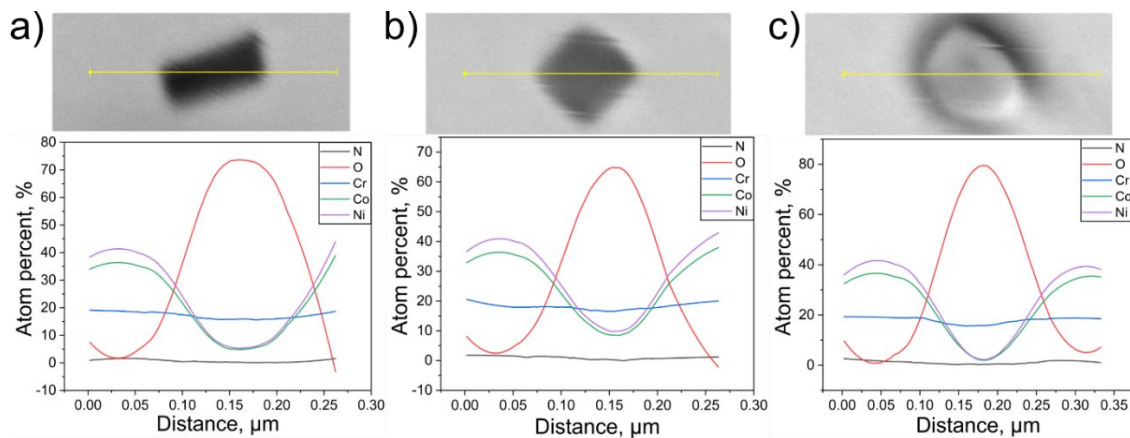 a)
b)
c)
80
70
60
50
40
30
20
10
0
-10
Atom percent, %
N
O
Cr
Co
Ni
0.00 0.05 0.10 0.15 0.20 0.25 0.30
Distance, µm
70
60
50
40
30
20
10
0
-10
Atom percent, %
N
O
Cr
Co
Ni
0.00 0.05 0.10 0.15 0.20 0.25 0.30
Distance, µm
80
60
40
20
0
Atom percent, %
N
O
Cr
Co
Ni
0.00 0.05 0.10 0.15 0.20 0.25 0.30 0.35
Distance, µm